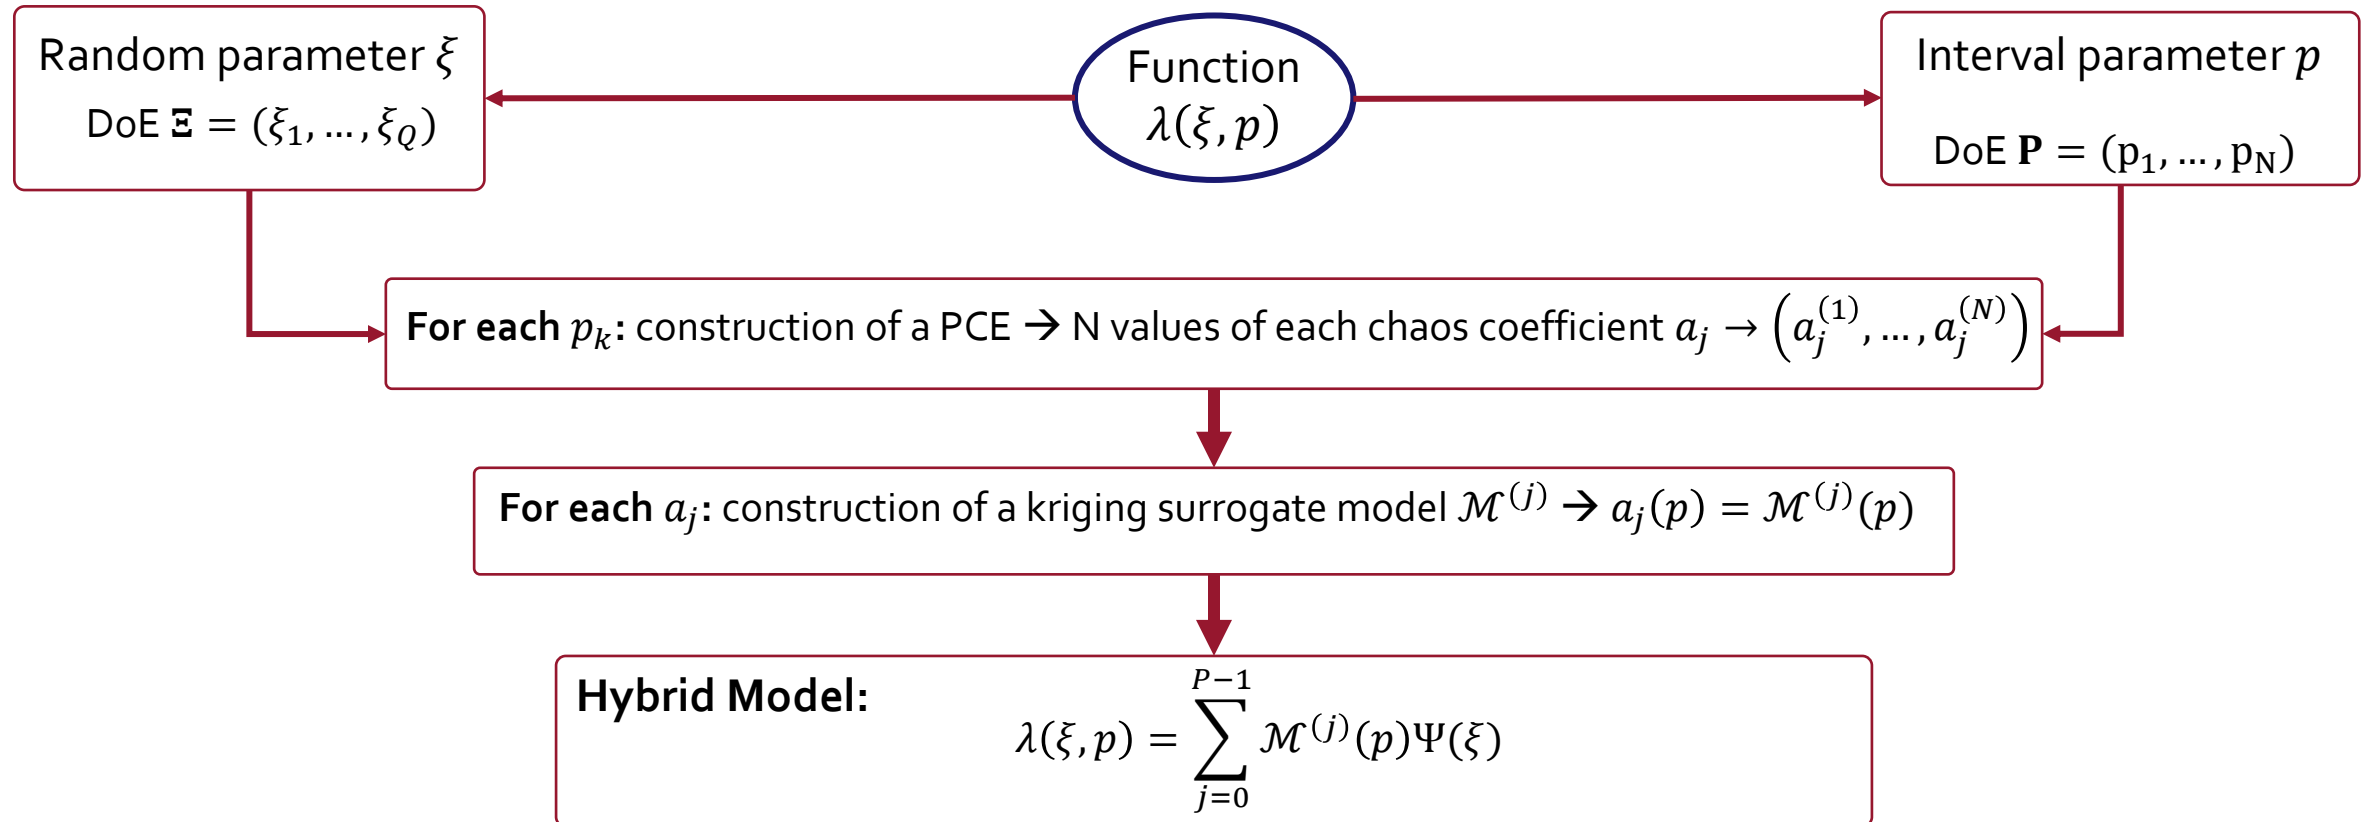 Random parameter ξ
DoE Ξ = (ξ₁, … , ξ_Q)
Function
λ(ξ, p)
Interval parameter p
DoE P = (p₁, … , p_N)
For each p_k: construction of a PCE → N values of each chaos coefficient a_j → (a_j^(1), … , a_j^(N))
For each a_j: construction of a kriging surrogate model ℳ^(j) → a_j(p) = ℳ^(j)(p)
Hybrid Model:
λ(ξ, p) = ∑_{j=0}^{P−1} ℳ^(j)(p)Ψ(ξ)